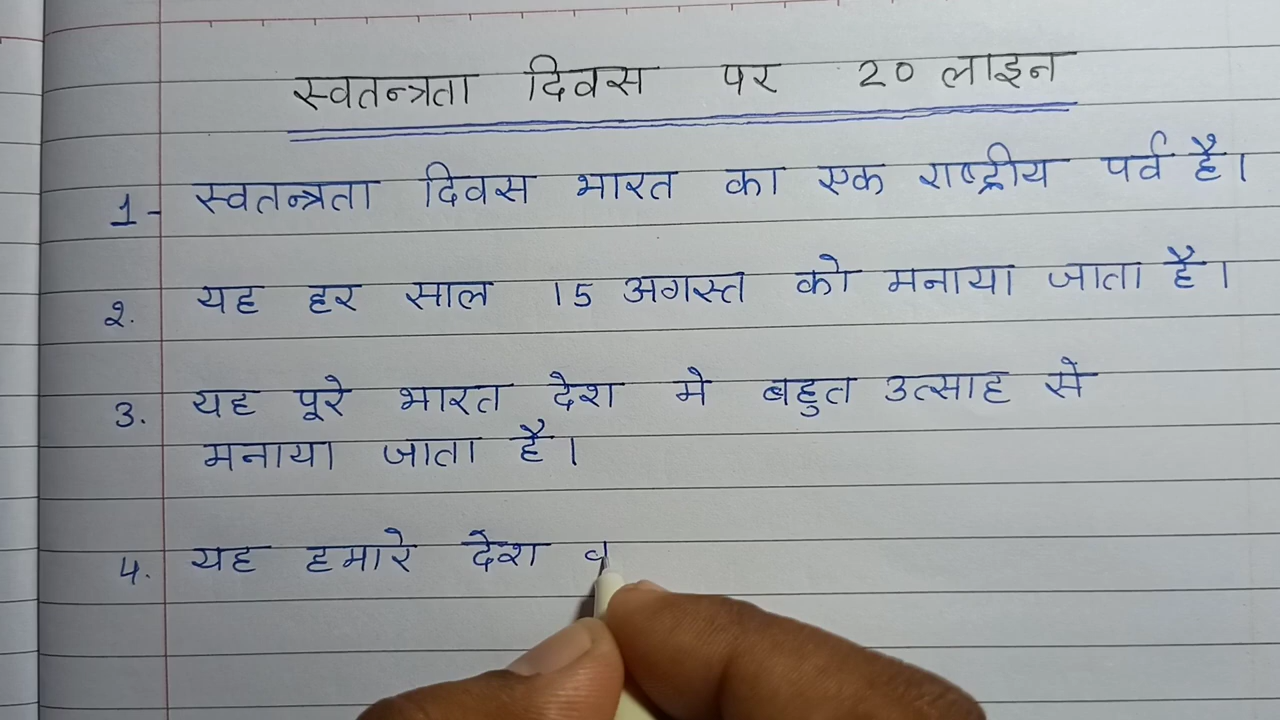 स्वतन्त्रता दिवस पर 20 लाइन
1- स्वतन्त्रता दिवस भारत का एक राष्ट्रीय पर्व है।
2. यह हर साल 15 अगस्त को मनाया जाता है।
3. यह पूरे भारत देश मे बहुत उत्साह से
मनाया जाता है।
4. यह हमारे देश